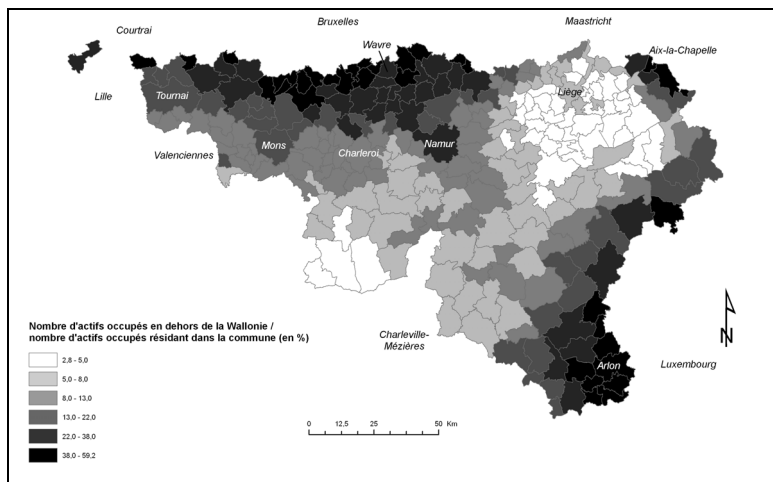 Courtrai
Bruxelles
Maastricht
Wavre
Aix-la-Chapelle
Lille
Tournai
Liège
Mons
Namur
Valenciennes
Charleroi
Nombre d'actifs occupés en dehors de la Wallonie /
nombre d'actifs occupés résidant dans la commune (en %)
2,8 - 5,0
5,0 - 8,0
8,0 - 13,0
13,0 - 22,0
22,0 - 38,0
38,0 - 59,2
Charleville-
Mézières
Arlon
Luxembourg
N
0 12,5 25 50 Km